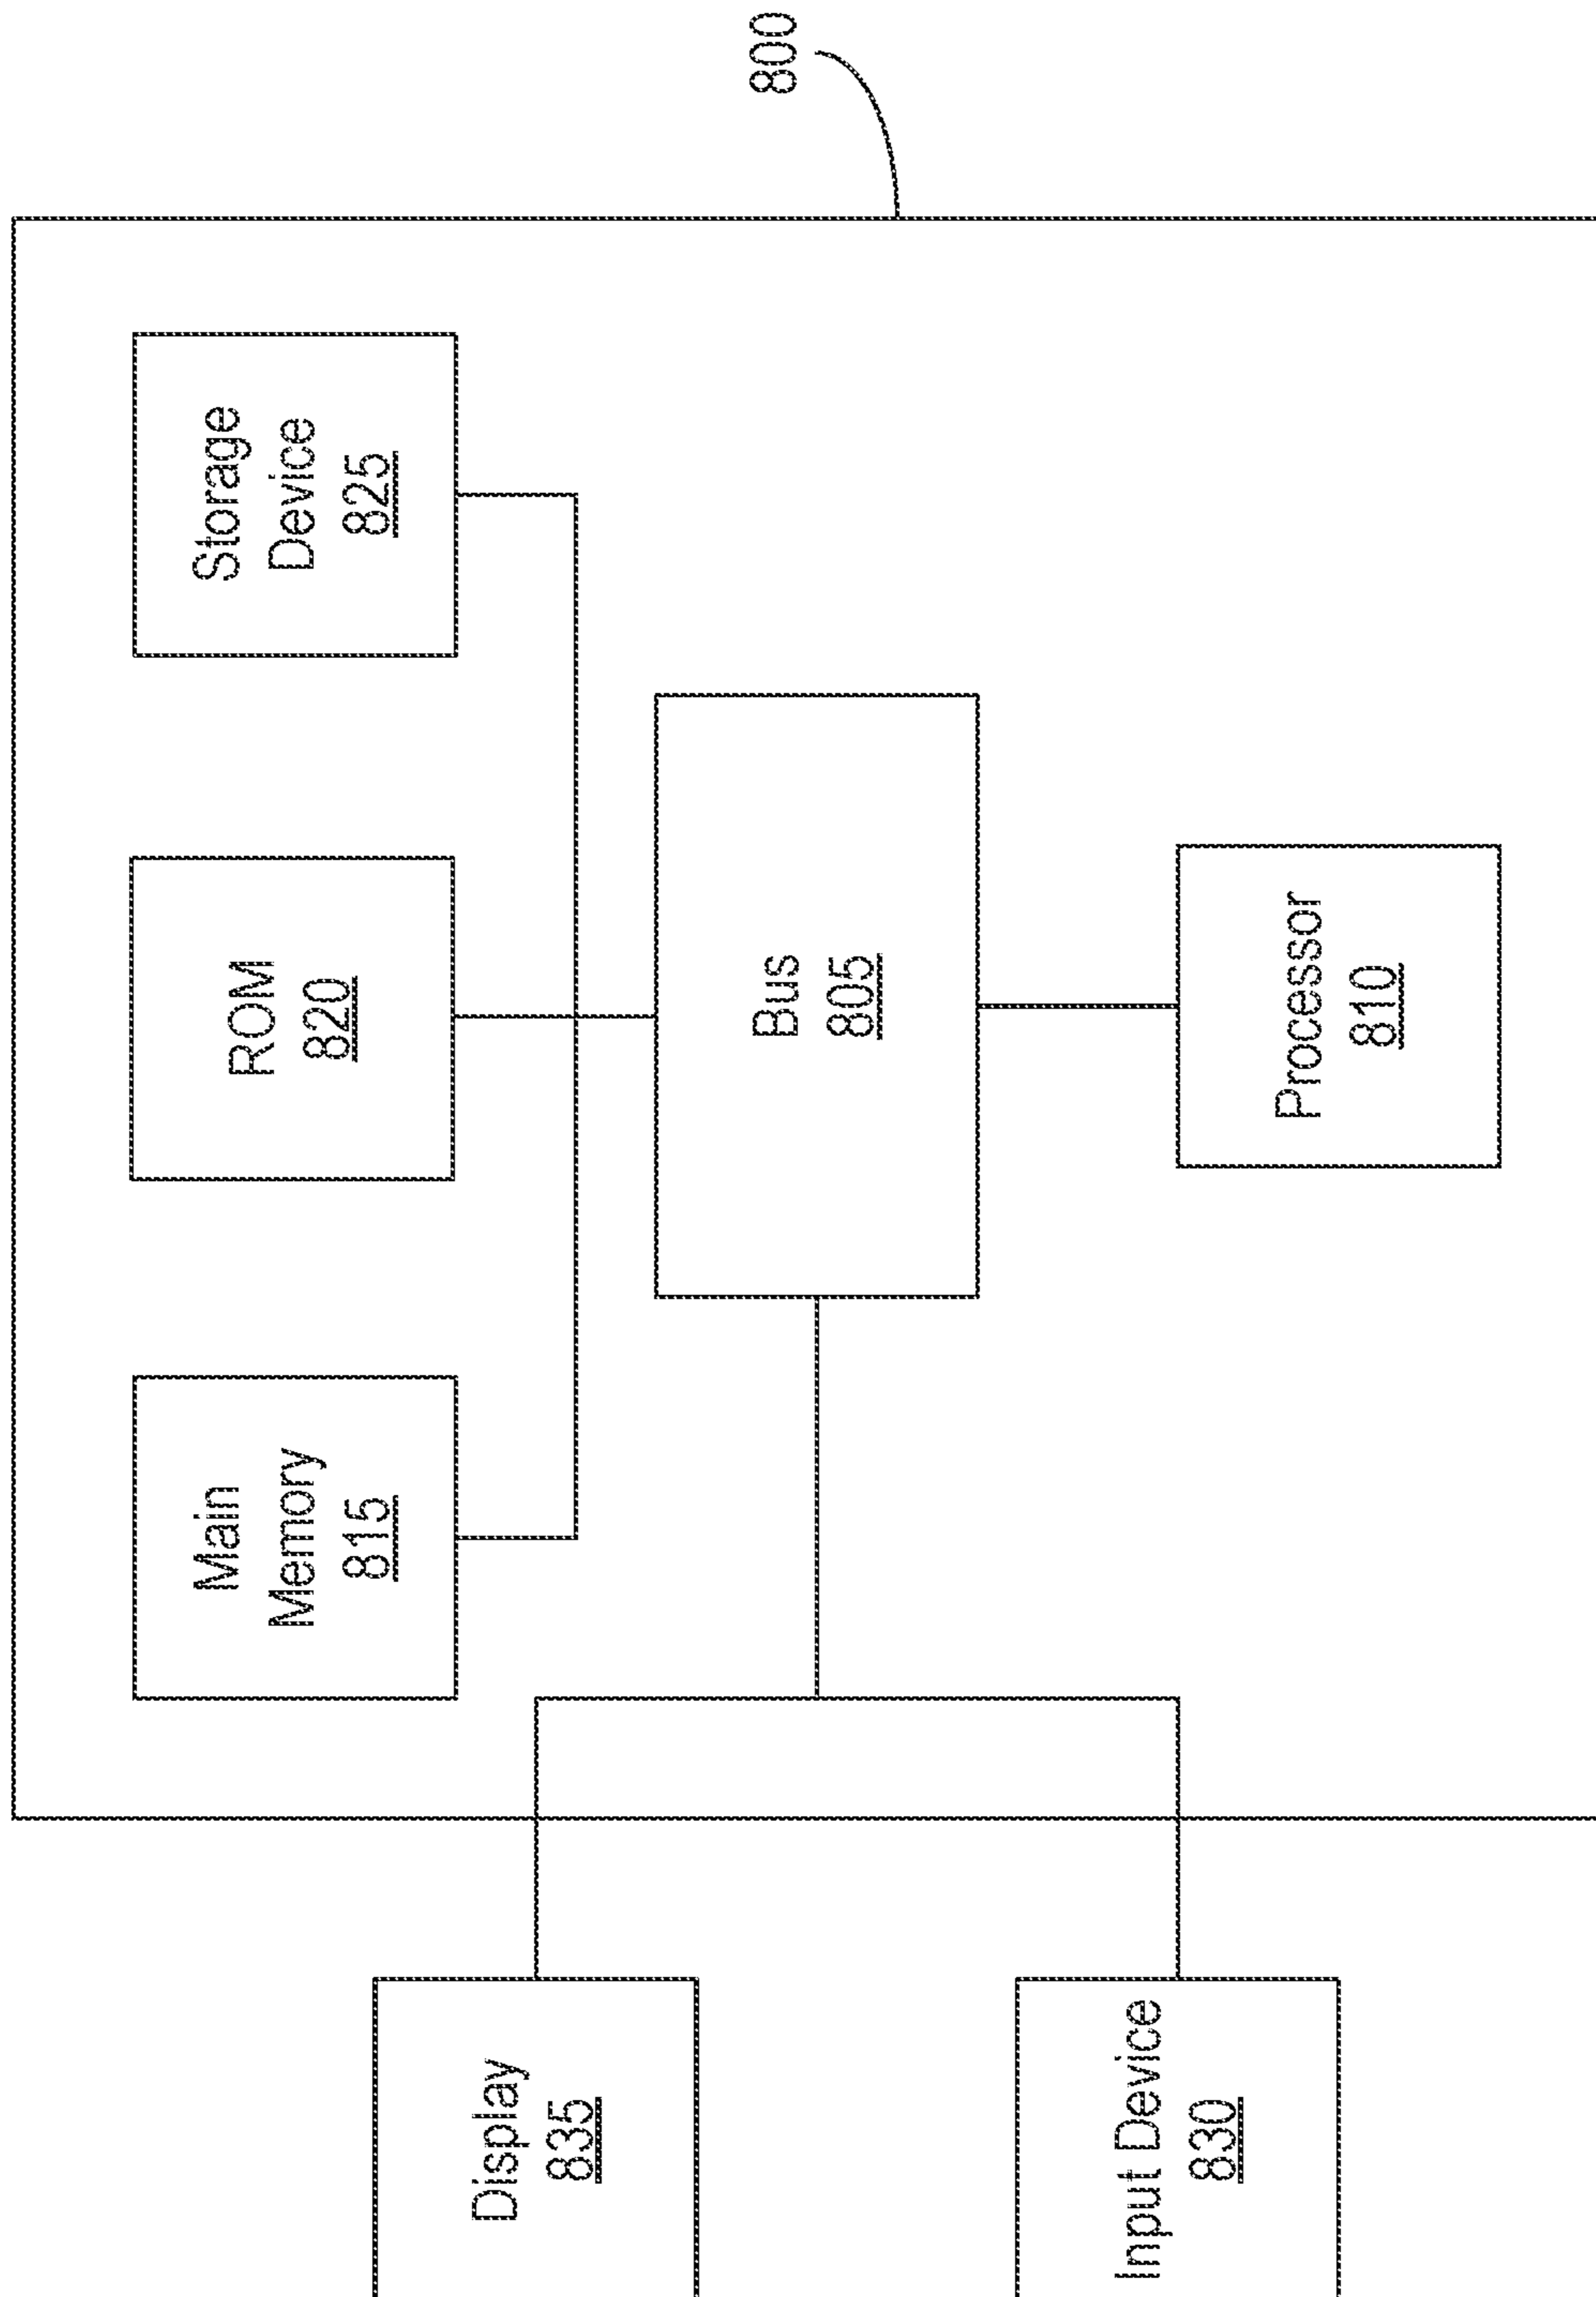 800
Main
Memory
815
ROM
820
Storage
Device
825
Display
835
Bus
805
Input Device
830
Processor
810